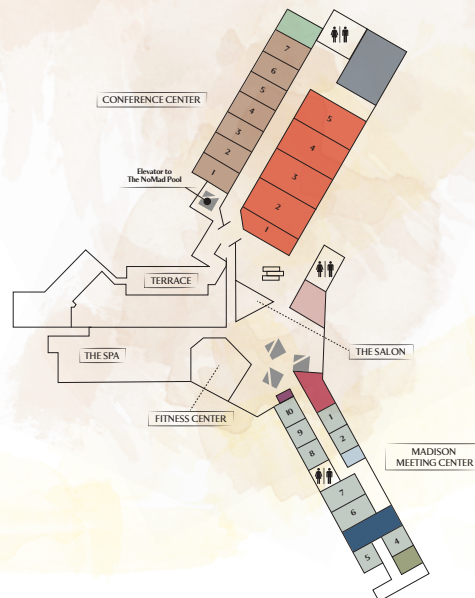 7
6
5
4
3
2
1
5
4
3
2
1
CONFERENCE CENTER
Elevator to
The NoMad Pool
TERRACE
THE SALON
THE SPA
FITNESS CENTER
10
9
8
1
2
7
6
5
4
MADISON
MEETING CENTER